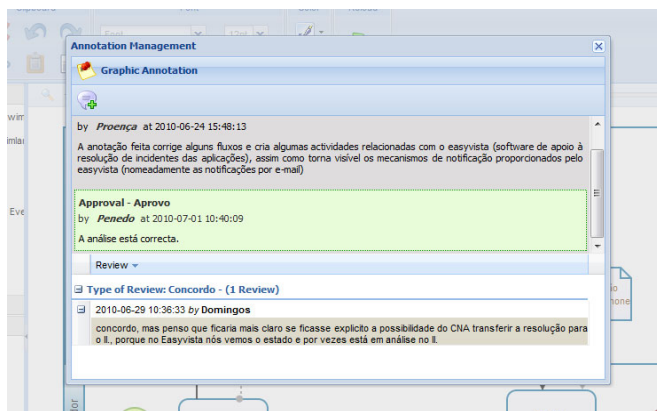 Annotation Management
Graphic Annotation
by Proença at 2010-06-24 15:48:13
A anotação feita corrige alguns fluxos e cria algumas actividades relacionadas com o easyvista (software de apoio à
resolução de incidentes das aplicações), assim como torna visível os mecanismos de notificação proporcionados pelo
easyvista (nomeadamente as notificações por e-mail)
Approval - Aprovo
by Penedo at 2010-07-01 10:40:09
A análise está correcta.
Review
Type of Review: Concordo - (1 Review)
2010-06-29 10:36:33 by Domingos
concordo, mas penso que ficaria mais claro se ficasse explicito a possibilidade do CNA transferir a resolução para
o II., porque no Easyvista nós vemos o estado e por vezes está em análise no II.
Eve